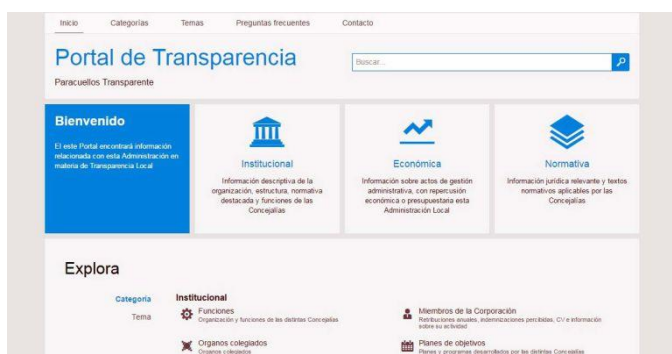 Inicio Categorías Temas Preguntas frecuentes Contacto
Portal de Transparencia
Buscar...
Paracuellos Transparente
Bienvenido
El este Portal encontrará información
relacionada con esta Administración en
materia de Transparencia Local
Institucional
Información descriptiva de la
organización, estructura, normativa
destacada y funciones de las
Concejalías
Económica
Información sobre actos de gestión
administrativa, con repercusión
económica o presupuestaria esta
Administración Local
Normativa
Información jurídica relevante y textos
normativos aplicables por las
Concejalías
Explora
Categoría
Tema
Institucional
Funciones
Organización y funciones de las distintas Concejalías
Miembros de la Corporación
Retribuciones anuales, indemnizaciones percibidas, CV e información
sobre su actividad
Organos colegiados
Organos colegiados
Planes de objetivos
Planes y programas desarrollados por las distintas Concejalías